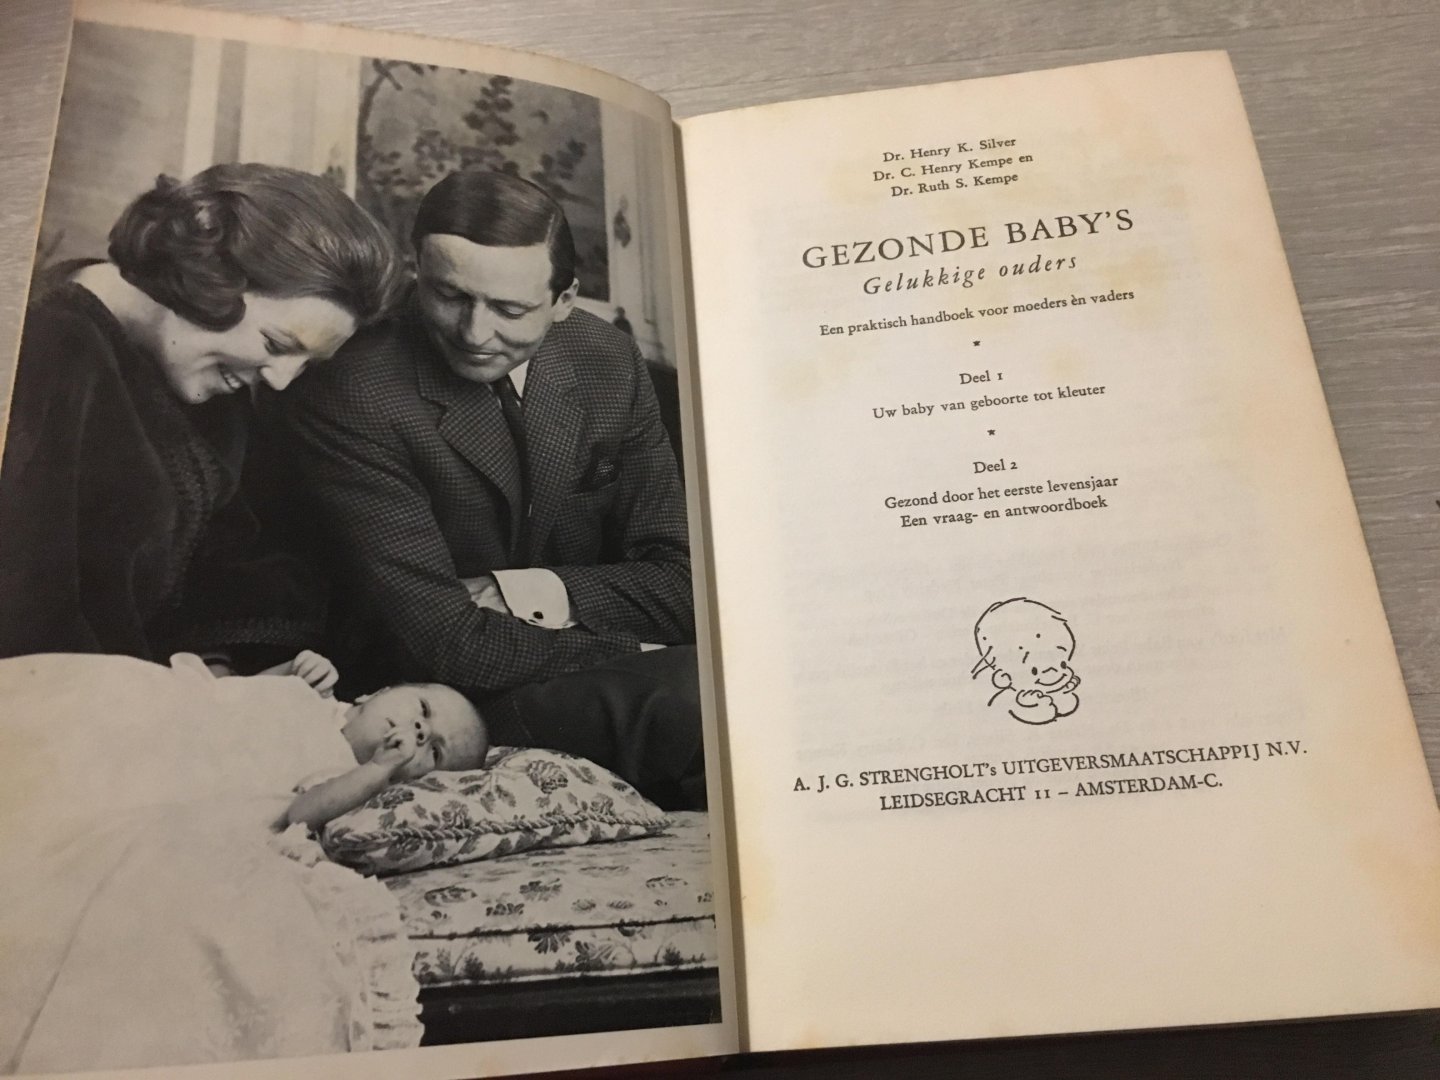 Dr. Henry K. Silver
Dr. C. Henry Kempe en
Dr. Ruth S. Kempe
GEZONDE BABY'S
Gelukkige ouders
Een praktisch handboek voor moeders èn vaders
*
Deel 1
Uw baby van geboorte tot kleuter
*
Deel 2
Gezond door het eerste levensjaar
Een vraag- en antwoordboek
A. J. G. STRENGHOLT's UITGEVERSMAATSCHAPPIJ N.V.
LEIDSEGRACHT 11 – AMSTERDAM-C.